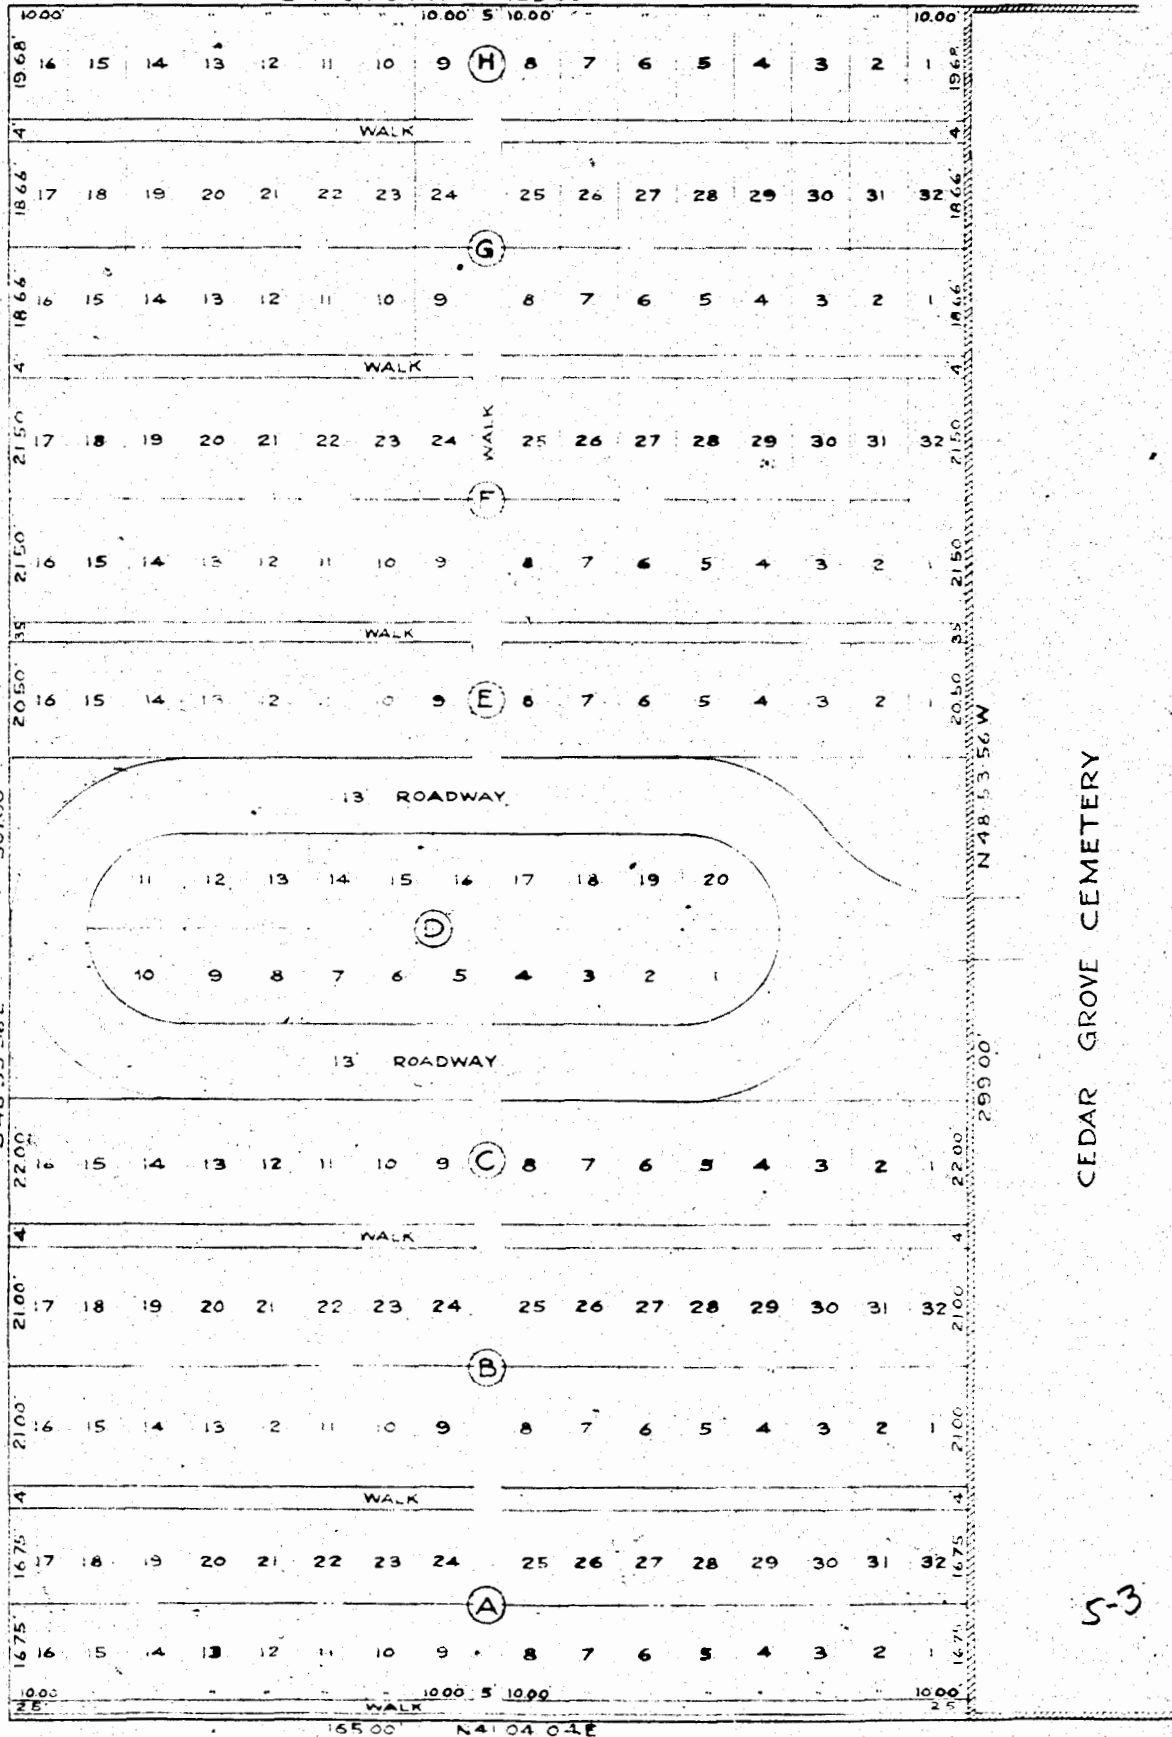 10.00' " " " 10.00' 5' 10.00' " " " 10.00'
19.68' 16 15 14 13 12 11 10 9 H 8 7 6 5 4 3 2 1 19.68
4' WALK 4'
18.66' 17 18 19 20 21 22 23 24 25 26 27 28 29 30 31 32 18.66'
G
18.66' 16 15 14 13 12 11 10 9 8 7 6 5 4 3 2 1 18.66'
4' WALK 4'
21.50' 17 18 19 20 21 22 23 24 WALK 25 26 27 28 29 30 31 32 21.50'
F
21.50' 16 15 14 13 12 11 10 9 8 7 6 5 4 3 2 1 21.50'
3.5' WALK 3.5'
20.50' 16 15 14 13 12 10 9 E 8 7 6 5 4 3 2 1 20.50'
13' ROADWAY
11 12 13 14 15 16 17 18 19 20
D
10 9 8 7 6 5 4 3 2 1
13' ROADWAY
N 48 53 56 W
299.00'
CEDAR GROVE CEMETERY
22.00' 16 15 14 13 12 11 10 9 C 8 7 6 5 4 3 2 1 22.00'
4' WALK 4'
21.00' 17 18 19 20 21 22 23 24 25 26 27 28 29 30 31 32 21.00'
B
21.00' 16 15 14 13 12 11 10 9 8 7 6 5 4 3 2 1 21.00'
4' WALK 4'
16.75' 17 18 19 20 21 22 23 24 25 26 27 28 29 30 31 32 16.75
A
16.75' 16 15 14 13 12 11 10 9 8 7 6 5 4 3 2 1 16.75
10.00' " " " 10.00 5' 10.00 " " " 10.00'
2.5' WALK 2.5'
165.00' N 41 04 04 E
5-3